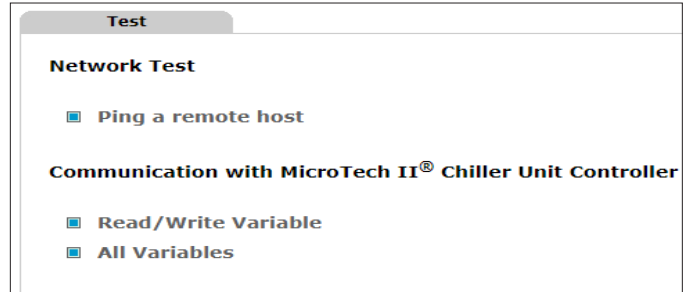 Test
Network Test
Ping a remote host
Communication with MicroTech II® Chiller Unit Controller
Read/Write Variable
All Variables